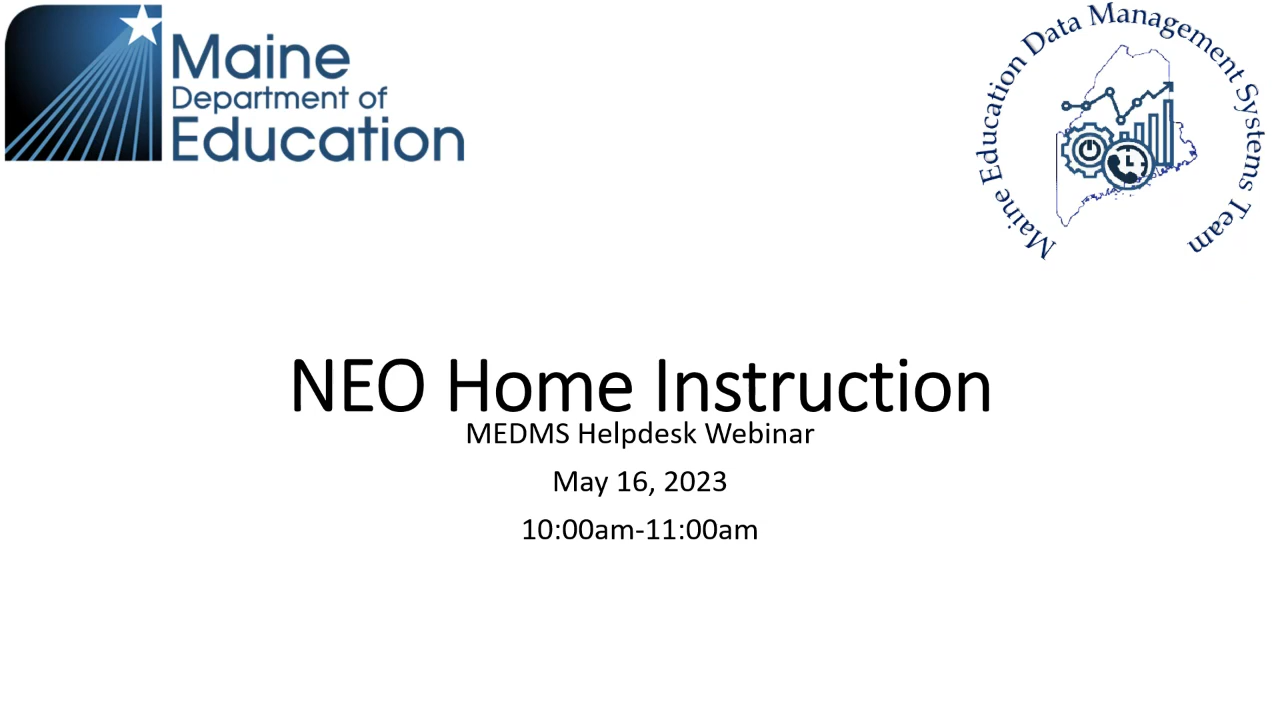 Maine
Department of
Education
Maine Education Data Management Systems Team
NEO Home Instruction
MEDMS Helpdesk Webinar
May 16, 2023
10:00am-11:00am